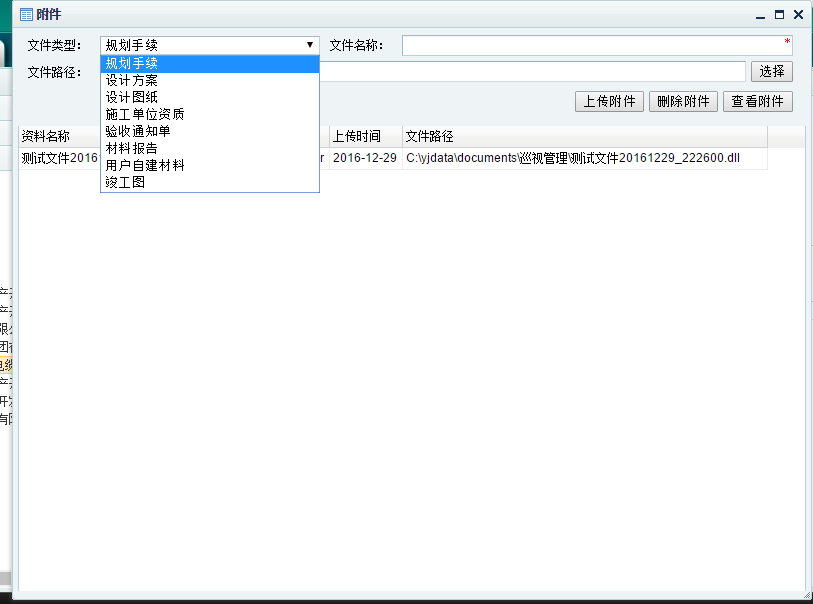 附件
文件类型： 规划手续 文件名称： *
规划手续
文件路径： 选择
设计方案
设计图纸
上传附件 删除附件 查看附件
施工单位资质
验收通知单
资料名称 上传时间 文件路径
材料报告
测试文件2016 r 2016-12-29 C:\yjdata\documents\巡视管理\测试文件20161229_222600.dll
用户自建材料
竣工图